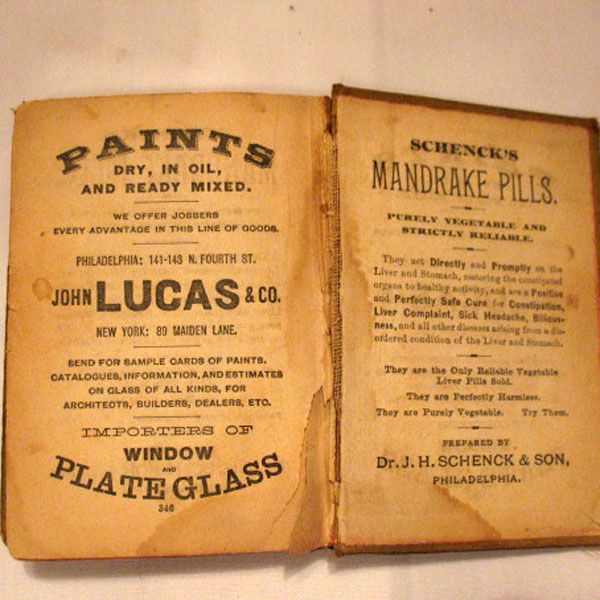 PAINTS
DRY, IN OIL,
AND READY MIXED.
WE OFFER JOBBERS
EVERY ADVANTAGE IN THIS LINE OF GOODS.
PHILADELPHIA: 141-143 N. FOURTH ST.
JOHN LUCAS & CO.
NEW YORK: 89 MAIDEN LANE.
SEND FOR SAMPLE CARDS OF PAINTS.
CATALOGUES, INFORMATION, AND ESTIMATES
ON GLASS OF ALL KINDS, FOR
ARCHITECTS, BUILDERS, DEALERS, ETC.
IMPORTERS OF
WINDOW
AND
PLATE GLASS
346
SCHENCK'S
MANDRAKE PILLS.
PURELY VEGETABLE AND
STRICTLY RELIABLE.
They act Directly and Promptly on the
Liver and Stomach, restoring the constipated
organs to healthy activity, and are a Positive
and Perfectly Safe Cure for Constipation,
Liver Complaint, Sick Headache, Bilious-
ness, and all other diseases arising from a dis-
ordered condition of the Liver and Stomach.
They are the Only Reliable Vegetable
Liver Pills Sold.
They are Perfectly Harmless.
They are Purely Vegetable. Try Them.
PREPARED BY
Dr. J. H. SCHENCK & SON,
PHILADELPHIA.